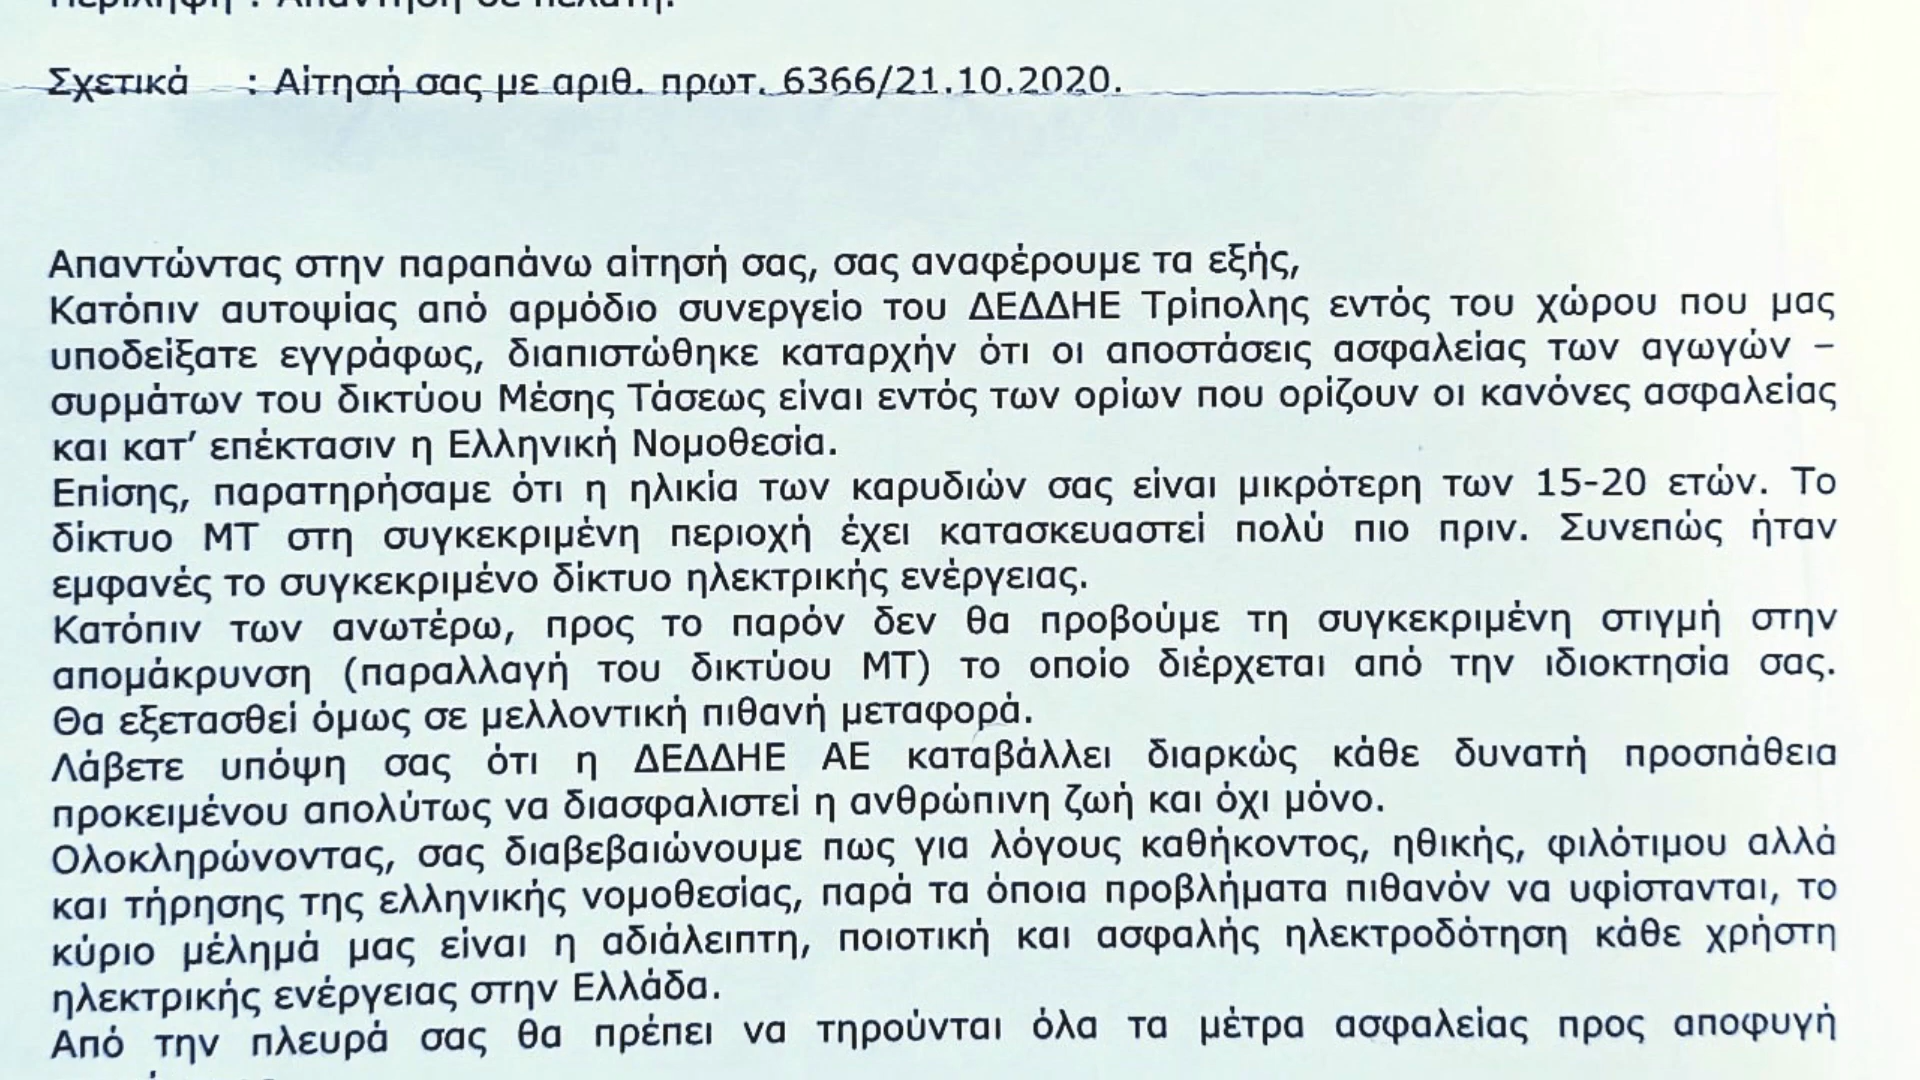 Περίληψη : Απάντηση σε πελάτη.
Σχετικά : Αίτησή σας με αριθ. πρωτ. 6366/21.10.2020.
Απαντώντας στην παραπάνω αίτησή σας, σας αναφέρουμε τα εξής,
Κατόπιν αυτοψίας από αρμόδιο συνεργείο του ΔΕΔΔΗΕ Τρίπολης εντός του χώρου που μας
υποδείξατε εγγράφως, διαπιστώθηκε καταρχήν ότι οι αποστάσεις ασφαλείας των αγωγών –
συρμάτων του δικτύου Μέσης Τάσεως είναι εντός των ορίων που ορίζουν οι κανόνες ασφαλείας
και κατ’ επέκτασιν η Ελληνική Νομοθεσία.
Επίσης, παρατηρήσαμε ότι η ηλικία των καρυδιών σας είναι μικρότερη των 15-20 ετών. Το
δίκτυο ΜΤ στη συγκεκριμένη περιοχή έχει κατασκευαστεί πολύ πιο πριν. Συνεπώς ήταν
εμφανές το συγκεκριμένο δίκτυο ηλεκτρικής ενέργειας.
Κατόπιν των ανωτέρω, προς το παρόν δεν θα προβούμε τη συγκεκριμένη στιγμή στην
απομάκρυνση (παραλλαγή του δικτύου ΜΤ) το οποίο διέρχεται από την ιδιοκτησία σας.
Θα εξετασθεί όμως σε μελλοντική πιθανή μεταφορά.
Λάβετε υπόψη σας ότι η ΔΕΔΔΗΕ ΑΕ καταβάλλει διαρκώς κάθε δυνατή προσπάθεια
προκειμένου απολύτως να διασφαλιστεί η ανθρώπινη ζωή και όχι μόνο.
Ολοκληρώνοντας, σας διαβεβαιώνουμε πως για λόγους καθήκοντος, ηθικής, φιλότιμου αλλά
και τήρησης της ελληνικής νομοθεσίας, παρά τα όποια προβλήματα πιθανόν να υφίστανται, το
κύριο μέλημά μας είναι η αδιάλειπτη, ποιοτική και ασφαλής ηλεκτροδότηση κάθε χρήστη
ηλεκτρικής ενέργειας στην Ελλάδα.
Από την πλευρά σας θα πρέπει να τηρούνται όλα τα μέτρα ασφαλείας προς αποφυγή